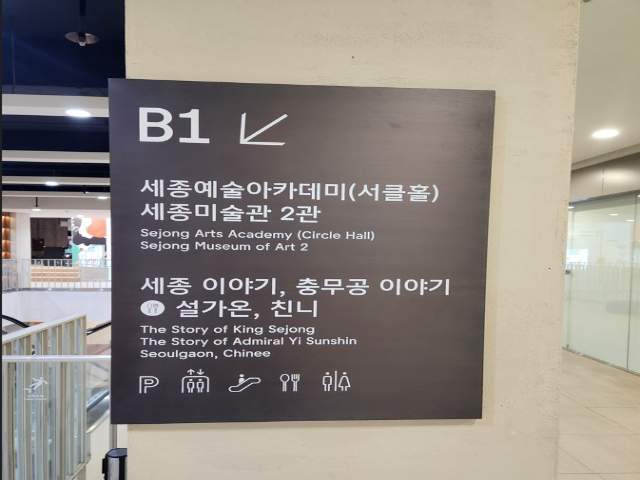 B1
세종예술아카데미(서클홀)
세종미술관 2관
Sejong Arts Academy (Circle Hall)
Sejong Museum of Art 2
세종 이야기, 충무공 이야기
설가온, 친니
The Story of King Sejong
The Story of Admiral Yi Sunshin
Seoulgaon, Chinee
P